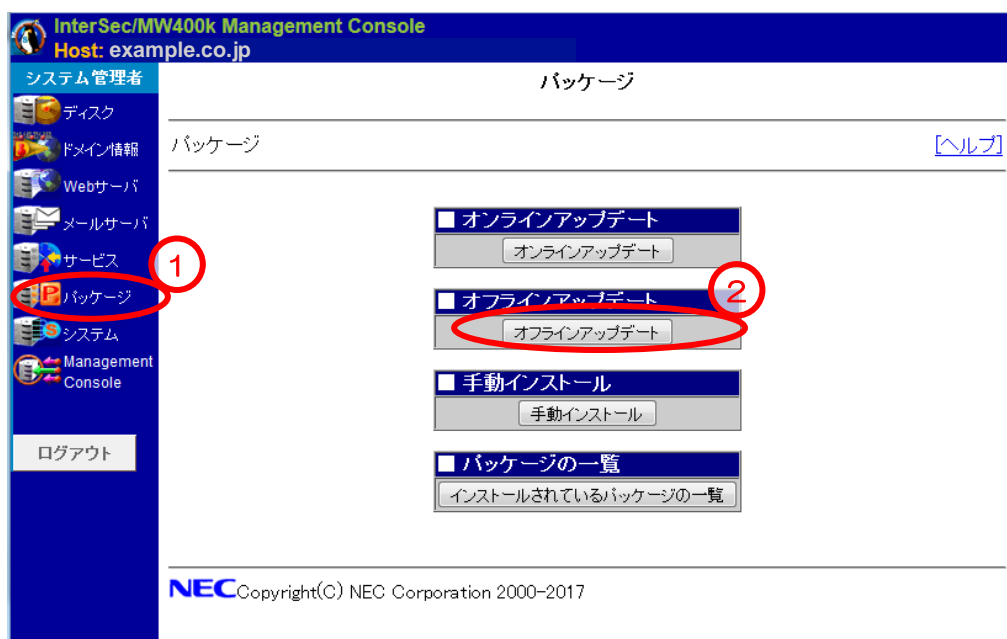 InterSec/MW400k Management Console
Host: example.co.jp
システム管理者
ディスク
ドメイン情報
Webサーバ
メールサーバ
サービス
パッケージ
システム
Management
Console
ログアウト
パッケージ
パッケージ
[ヘルプ]
■ オンラインアップデート
オンラインアップデート
■ オフラインアップデート
オフラインアップデート
■ 手動インストール
手動インストール
■ パッケージの一覧
インストールされているパッケージの一覧
1
2
NECCopyright(C) NEC Corporation 2000-2017